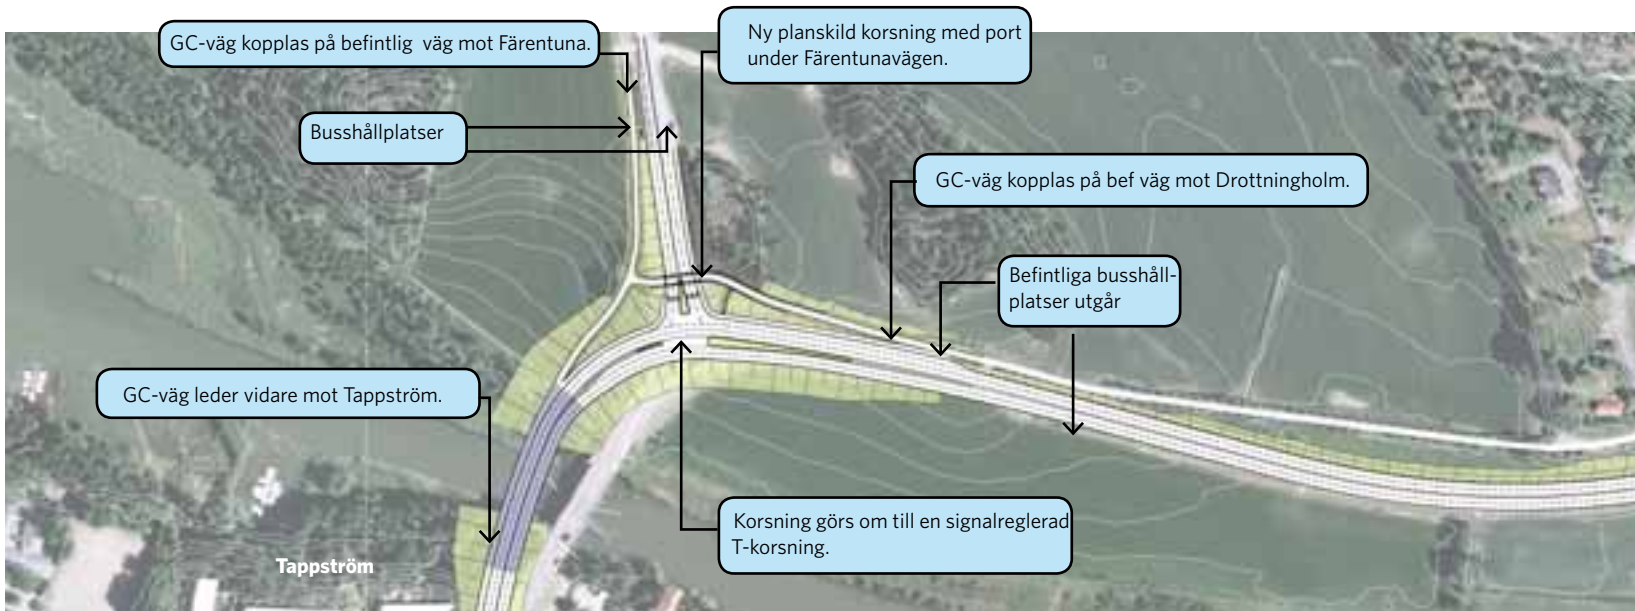 GC-väg kopplas på befintlig väg mot Färentuna.
Ny planskild korsning med port
under Färentunavägen.
Busshållplatser
GC-väg kopplas på bef väg mot Drottningholm.
Befintliga busshåll-
platser utgår
GC-väg leder vidare mot Tappström.
Korsning görs om till en signalreglerad
T-korsning.
Tappström